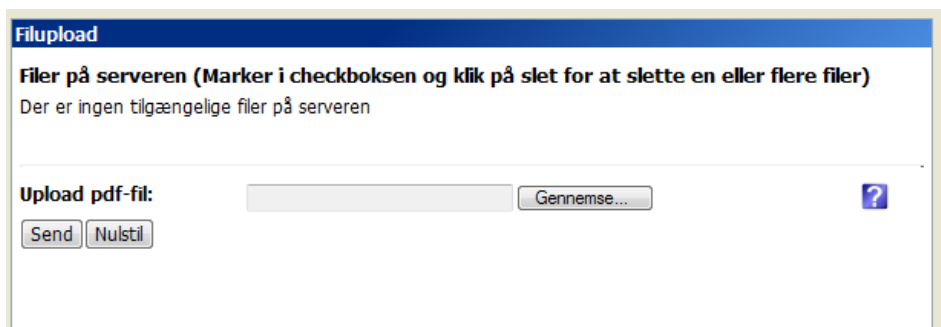 Filupload
Filer på serveren (Marker i checkboksen og klik på slet for at slette en eller flere filer)
Der er ingen tilgængelige filer på serveren
Upload pdf-fil: Gennemse... ?
Send Nulstil